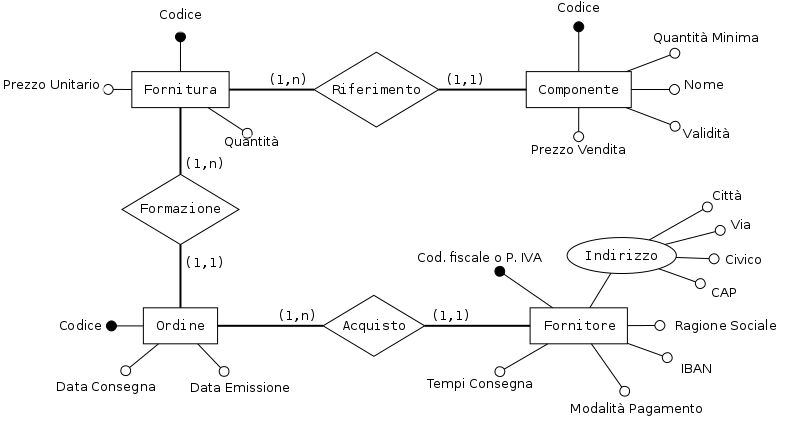 Codice
Codice
Quantità Minima
Prezzo Unitario
Fornitura
(1,n)
Riferimento
(1,1)
Componente
Nome
Quantità
Validità
Prezzo Vendita
(1,n)
Formazione
Città
Via
Indirizzo
Civico
CAP
(1,1)
Cod. fiscale o P. IVA
Codice
Ordine
(1,n)
Acquisto
(1,1)
Fornitore
Ragione Sociale
IBAN
Data Consegna
Data Emissione
Tempi Consegna
Modalità Pagamento